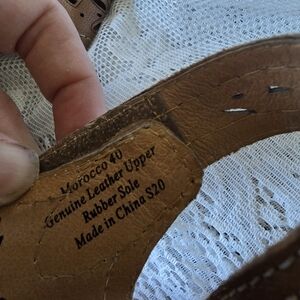 Morocco 40
Genuine Leather Upper
Rubber Sole
Made in China S20